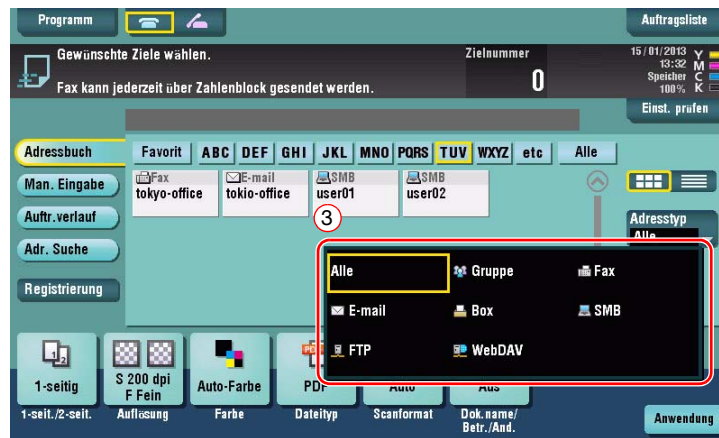 Programm
Auftragsliste
Gewünschte Ziele wählen.
Fax kann jederzeit über Zahlenblock gesendet werden.
Zielnummer
0
15/01/2013
13:32
Speicher
100%
Y
M
C
K
Einst. prüfen
Adressbuch
Favorit ABC DEF GHI JKL MNO PQRS TUV WXYZ etc Alle
Man. Eingabe
Auftr.verlauf
Adr. Suche
Registrierung
Fax
tokyo-office
E-mail
tokio-office
SMB
user01
SMB
user02
3
Adresstyp
Alle
Alle Gruppe Fax
E-mail Box SMB
FTP WebDAV
1-seitig
S 200 dpi
F Fein
Auto-Farbe
PDF
Auto
Aus
1-seit./2-seit.
Auflösung
Farbe
Dateityp
Scanformat
Dok.name/
Betr./And.
Anwendung